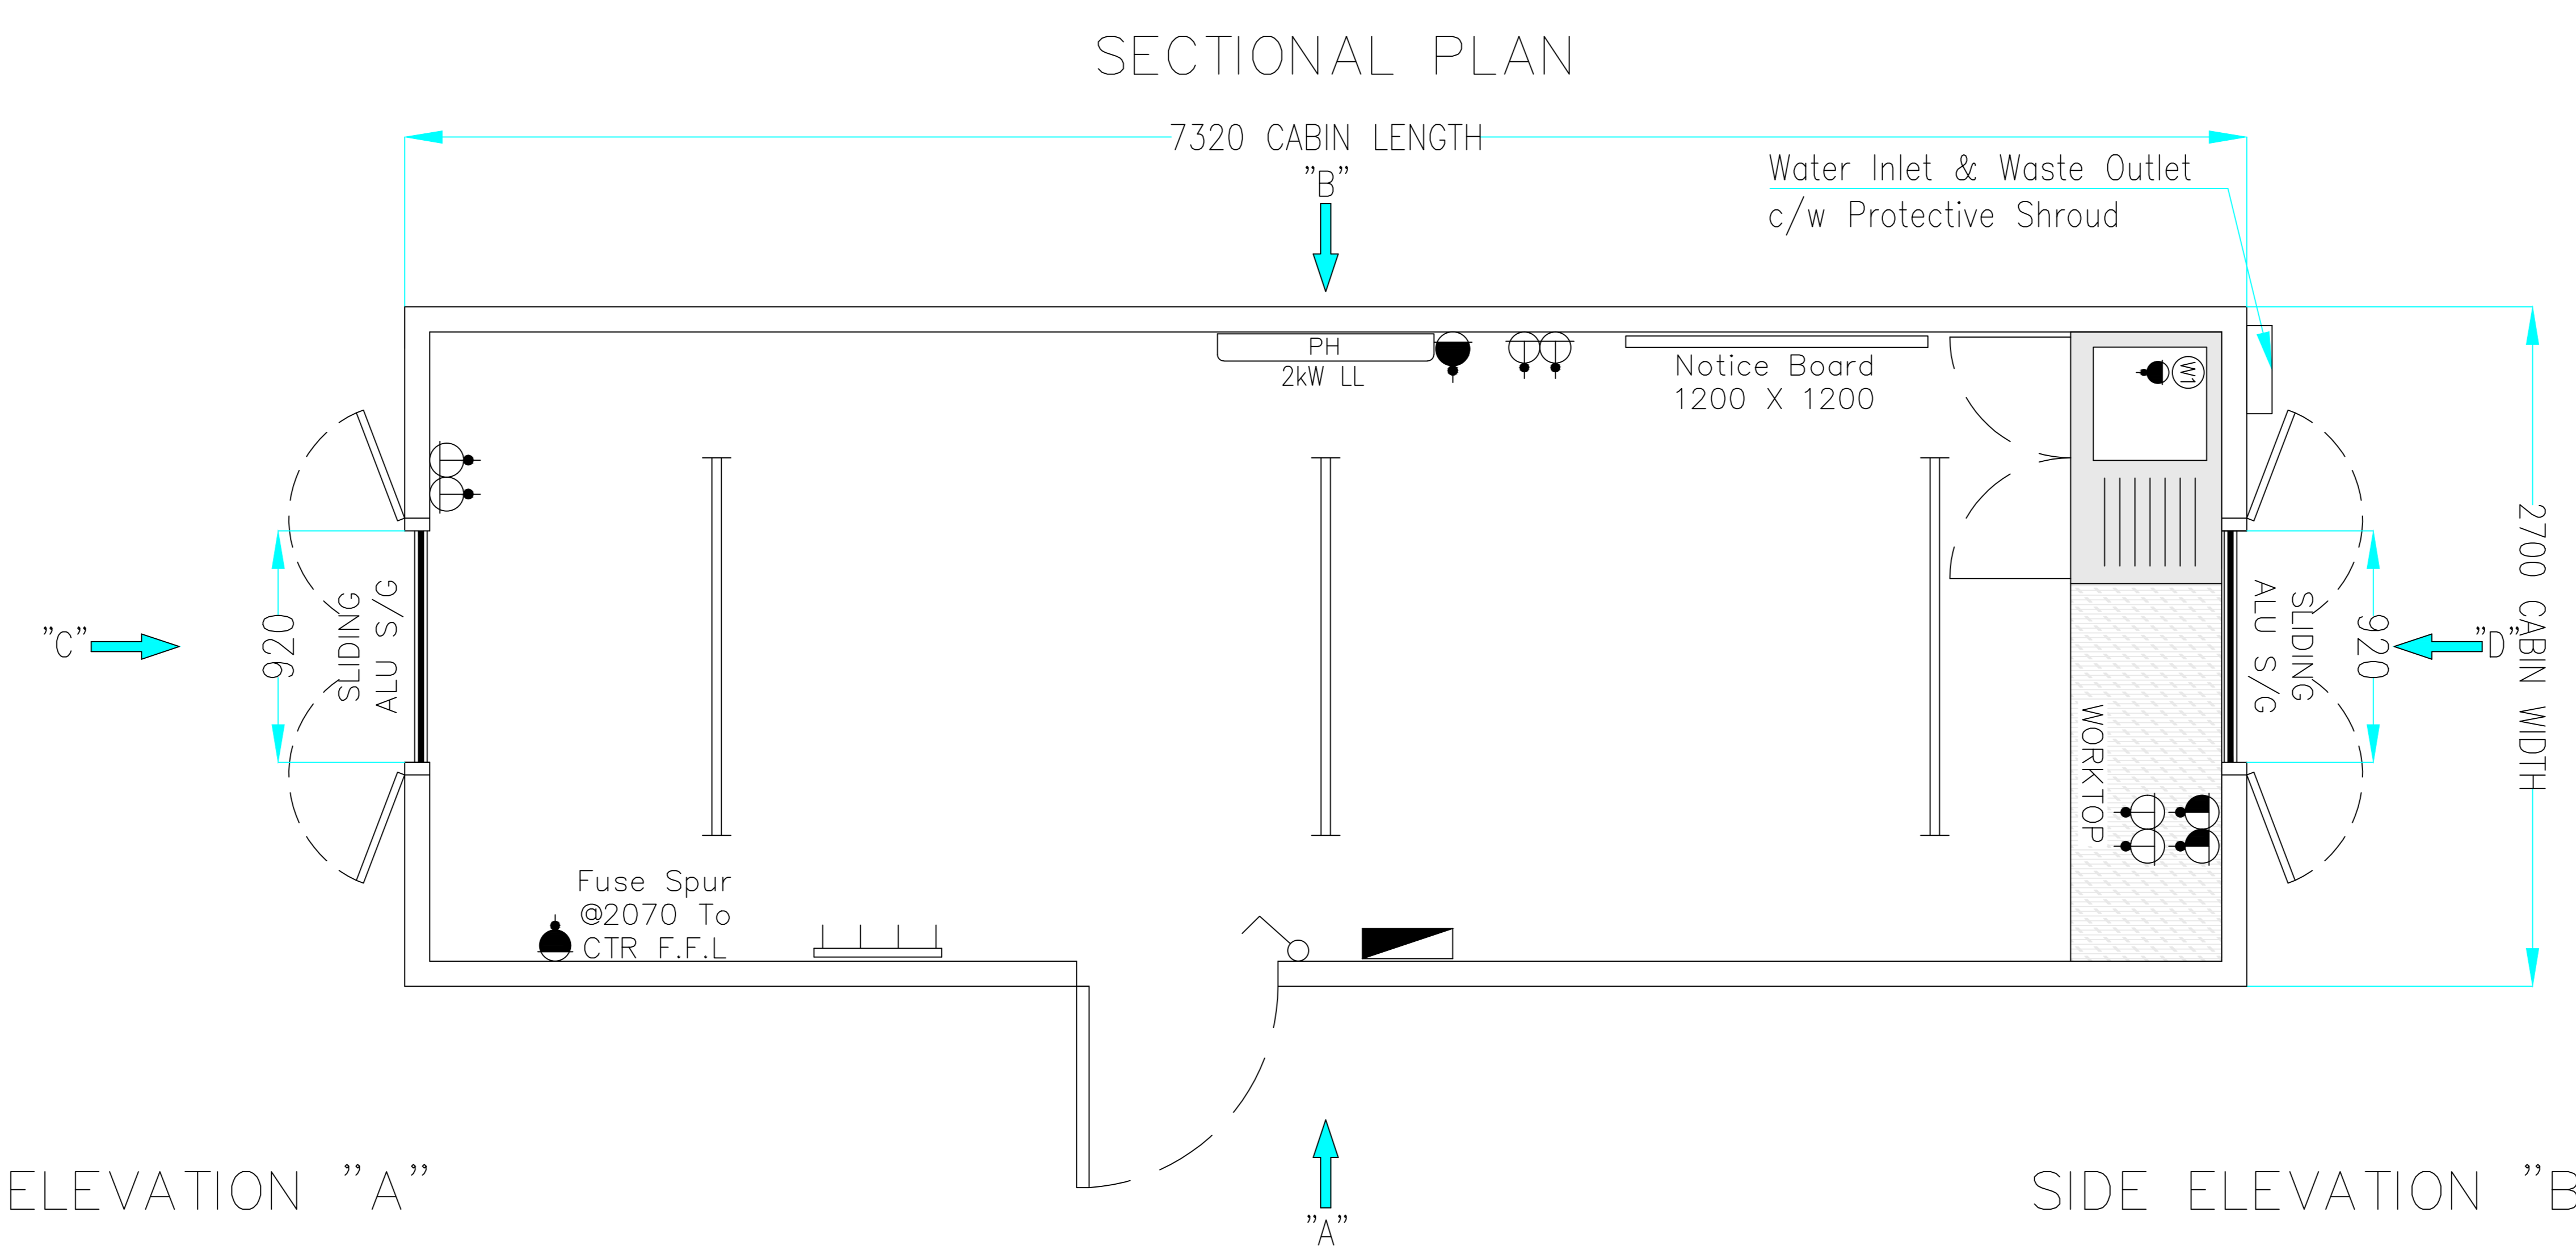 SECTIONAL PLAN
7320 CABIN LENGTH
"B"
Water Inlet & Waste Outlet
c/w Protective Shroud
PH
2kW LL
Notice Board
1200 X 1200
W1
"C"
920
SLIDING
ALU S/G
WORKTOP
SLIDING
ALU S/G
920
"D"
2700 CABIN WIDTH
Fuse Spur
@2070 To
CTR F.F.L
ELEVATION "A"
"A"
SIDE ELEVATION "B